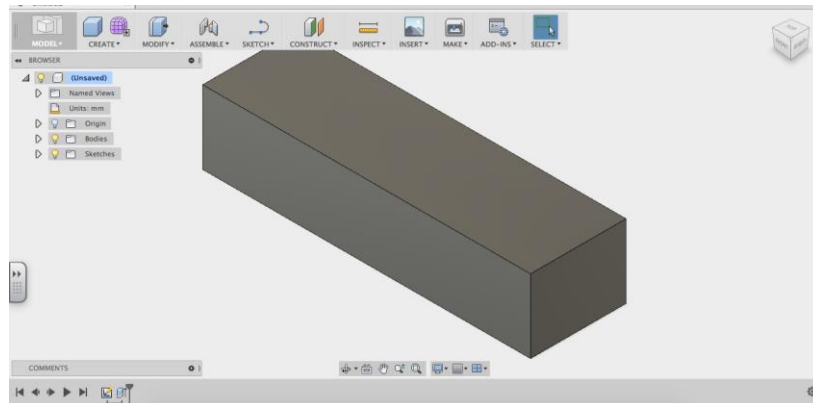 MODEL▾ CREATE▾ MODIFY▾ ASSEMBLE▾ SKETCH▾ CONSTRUCT▾ INSPECT▾ INSERT▾ MAKE▾ ADD-INS▾ SELECT▾
BROWSER
(Unsaved)
Named Views
Units: mm
Origin
Bodies
Sketches
COMMENTS